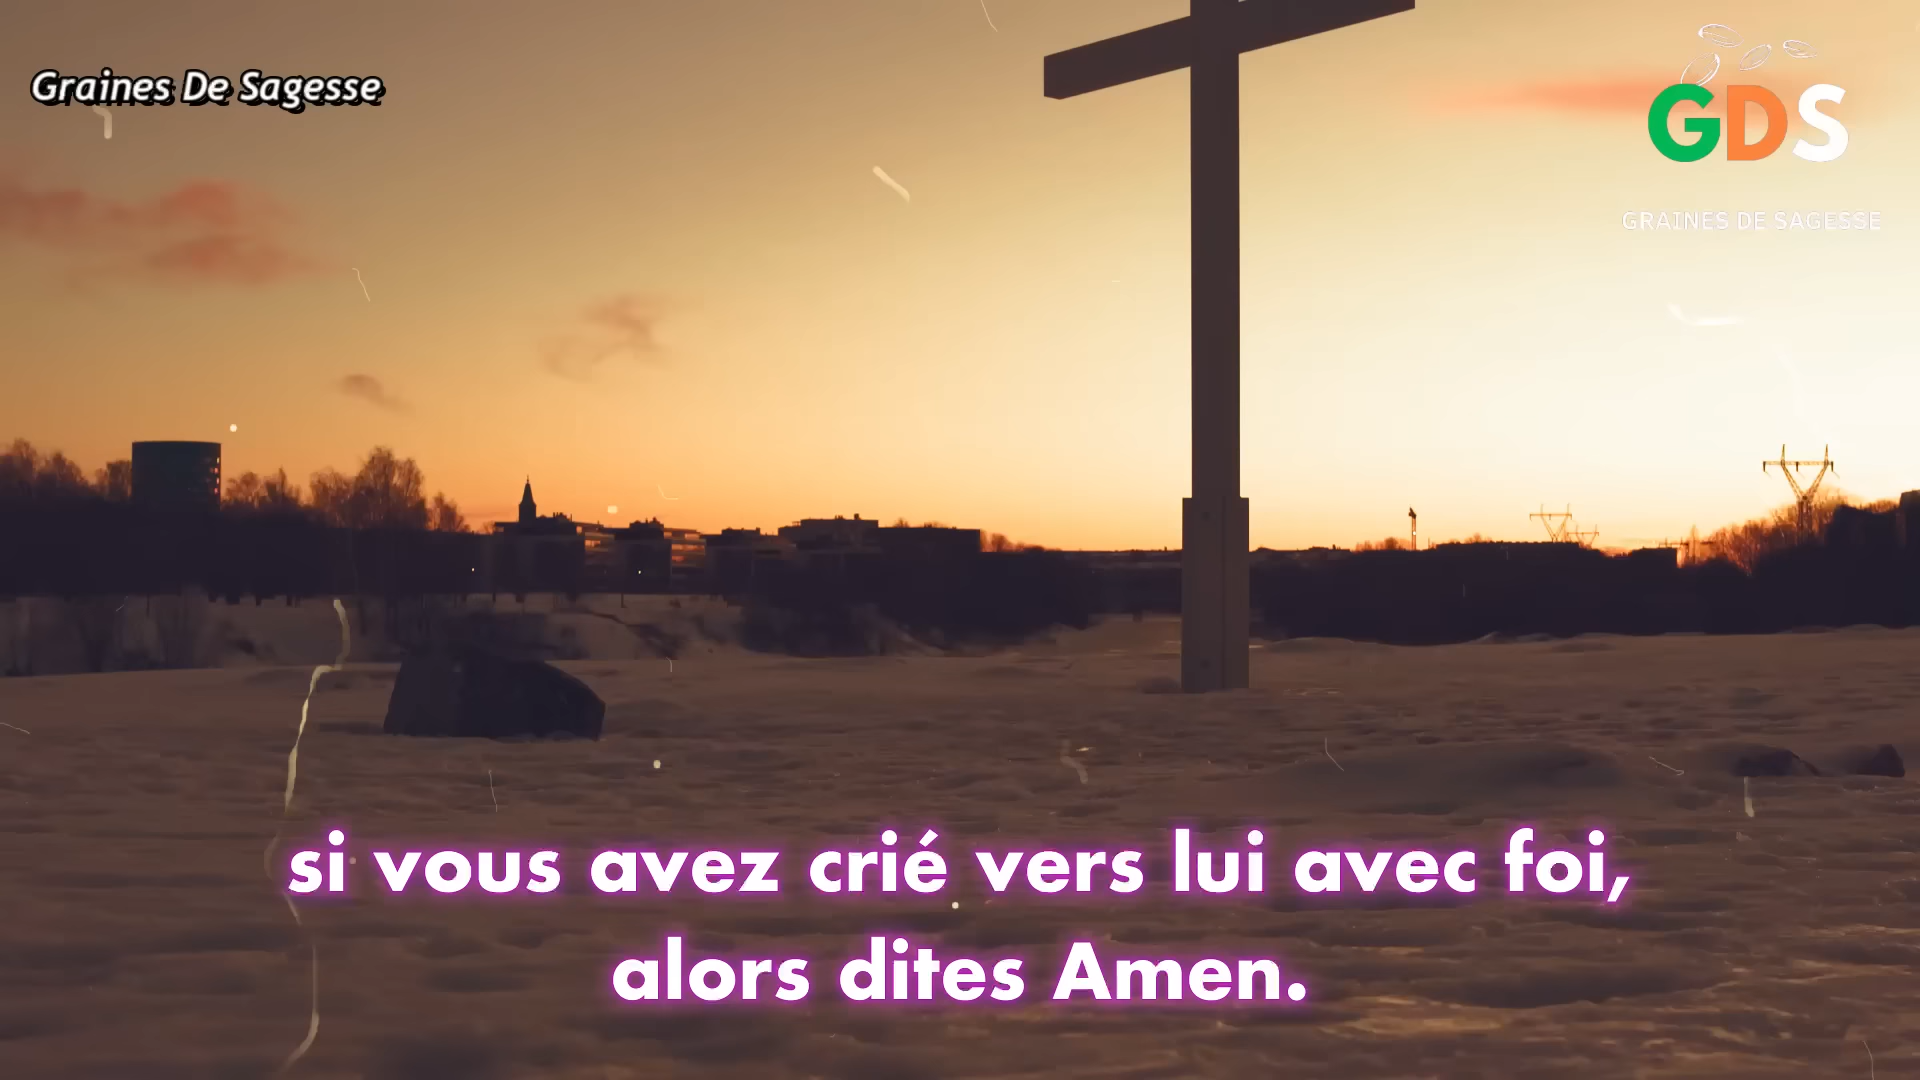 Graines De Sagesse
GDS
GRAINES DE SAGESSE
si vous avez crié vers lui avec foi,
alors dites Amen.